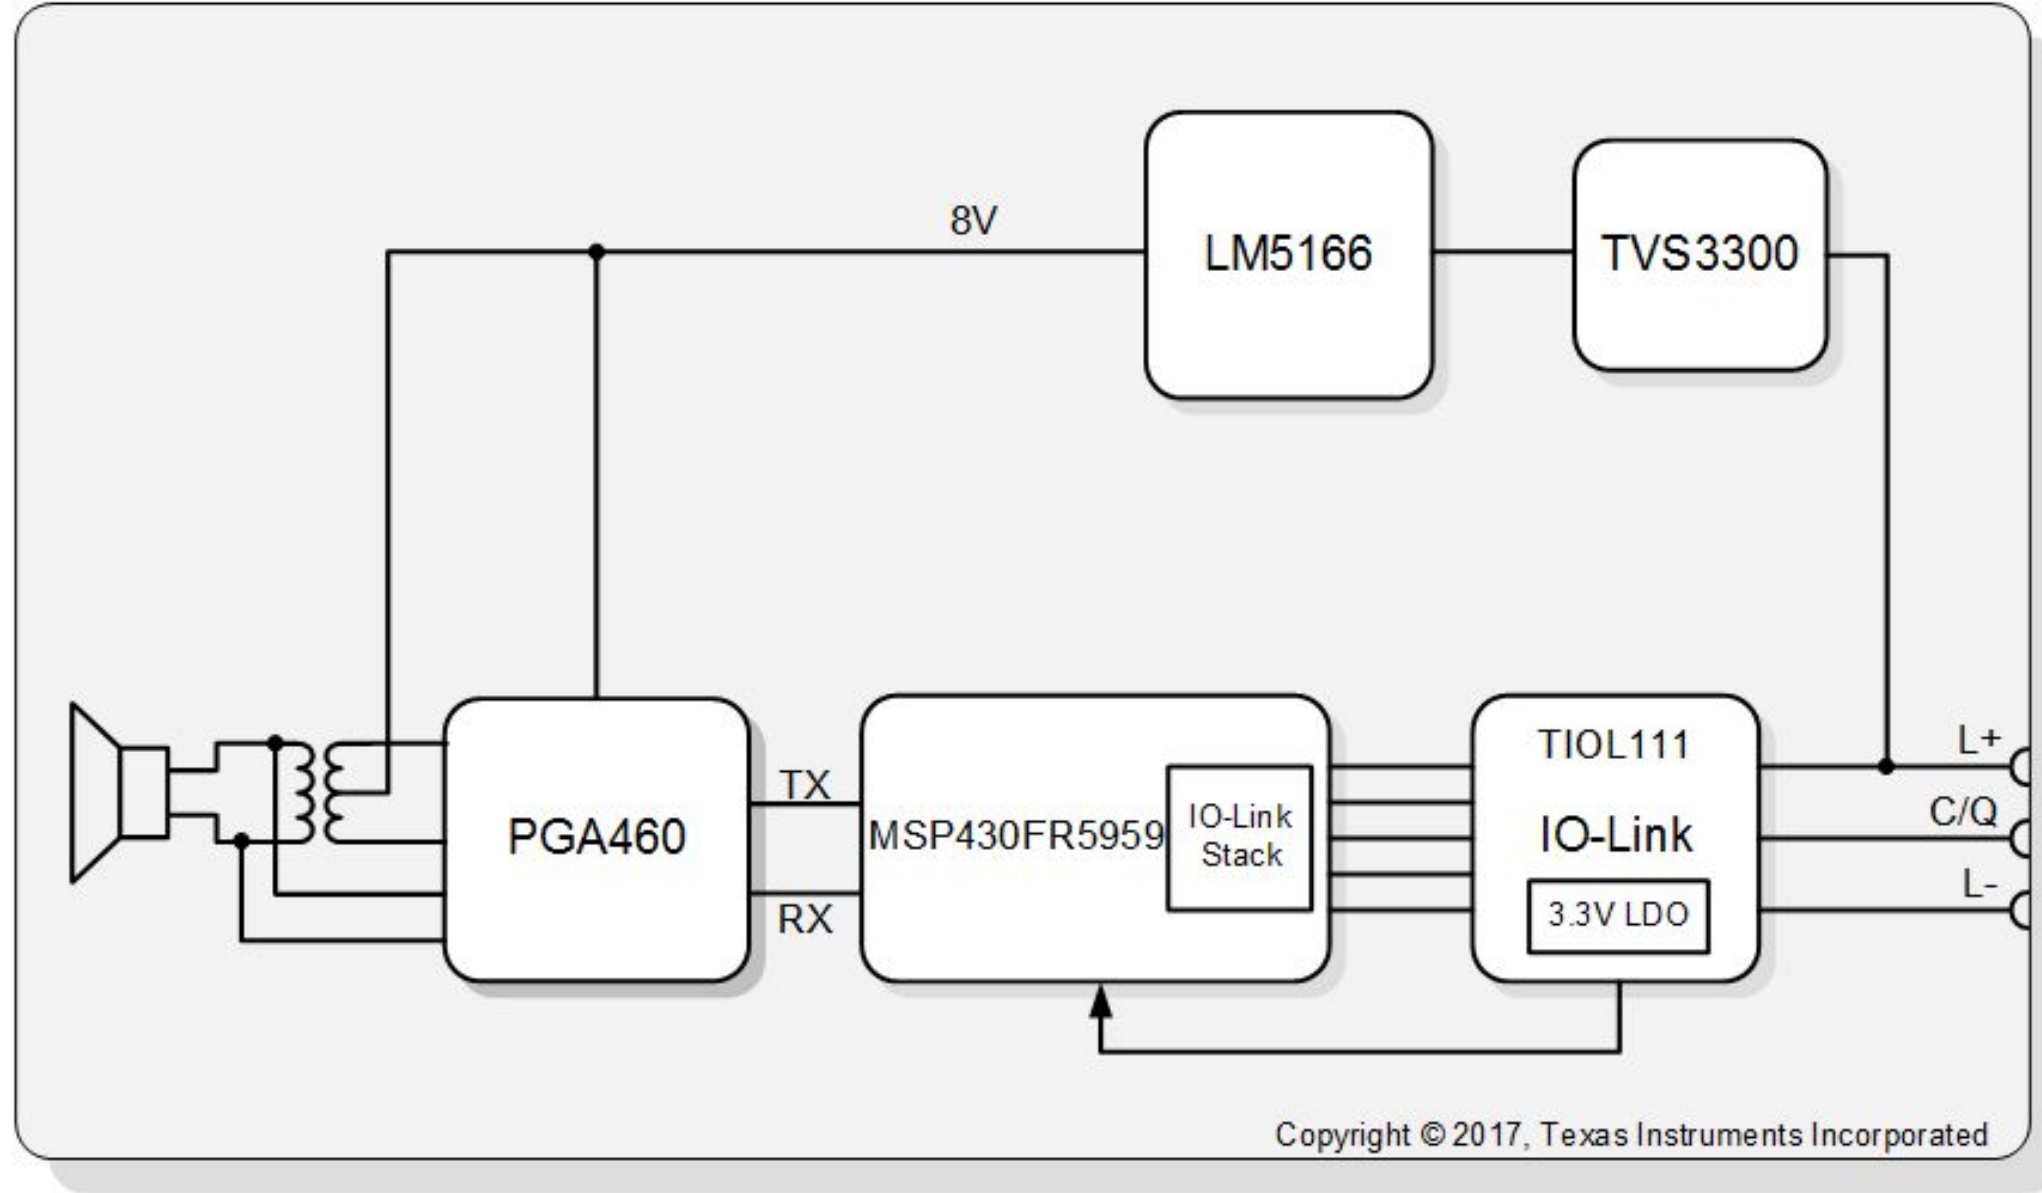 8V
LM5166
TVS3300
PGA460
TX
RX
MSP430FR5959
IO-Link
Stack
TIOL111
IO-Link
3.3V LDO
L+
C/Q
L-
Copyright © 2017, Texas Instruments Incorporated